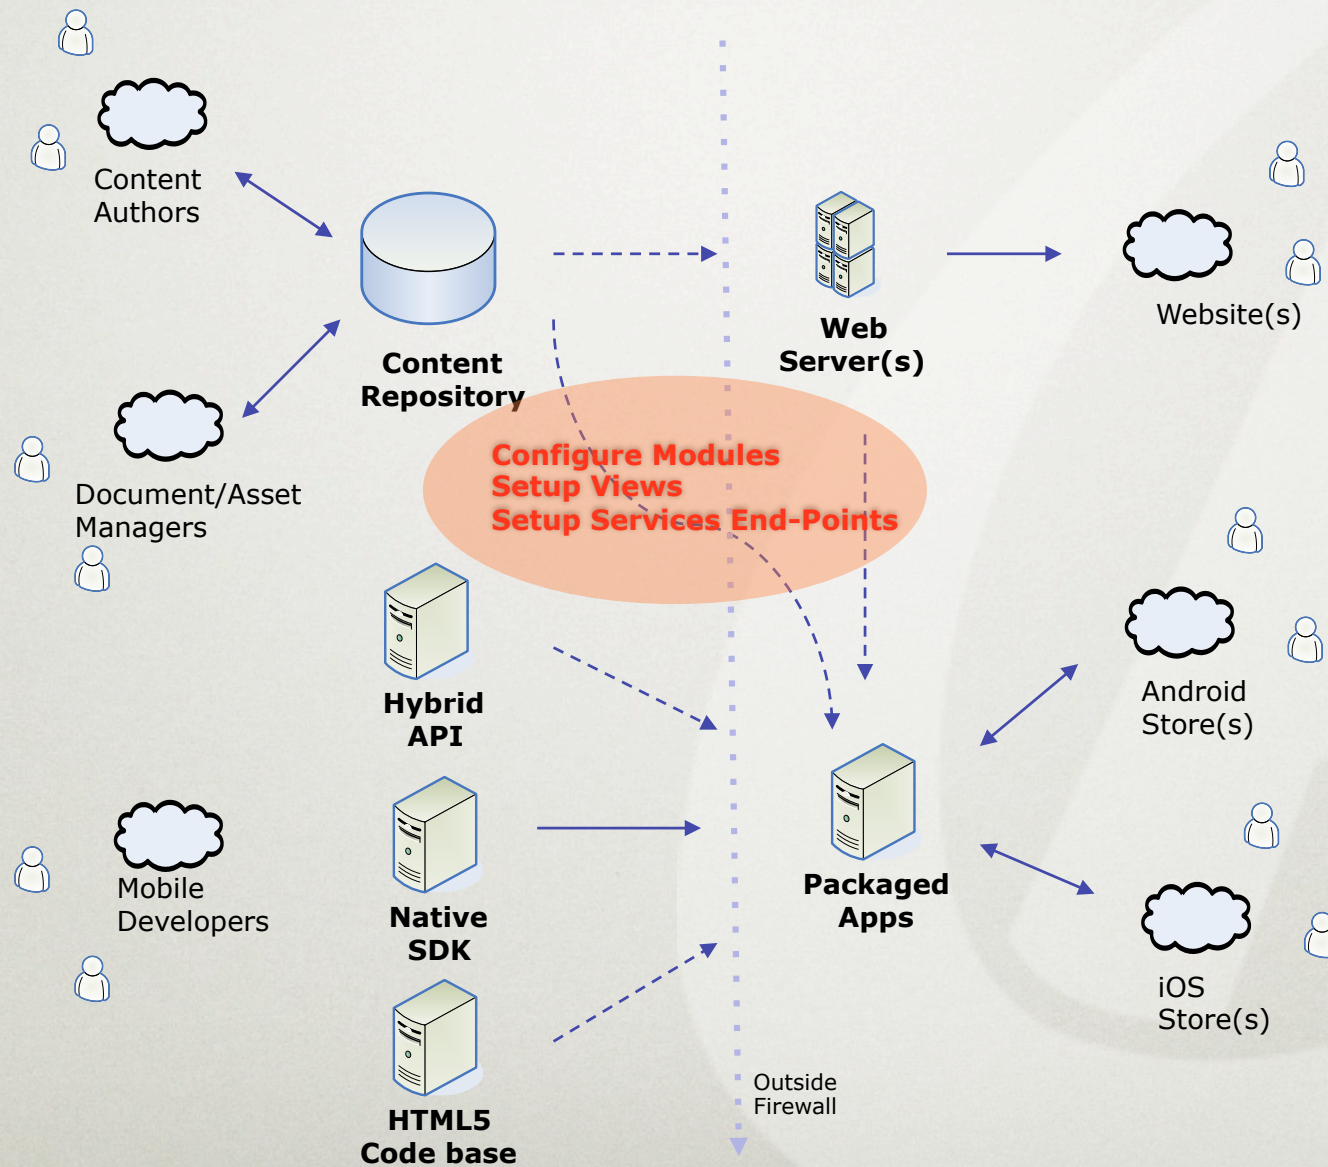 Content
Authors
Content
Repository
Web
Server(s)
Website(s)
Configure Modules
Setup Views
Setup Services End-Points
Document/Asset
Managers
Hybrid
API
Android
Store(s)
Mobile
Developers
Native
SDK
Packaged
Apps
iOS
Store(s)
HTML5
Code base
Outside
Firewall